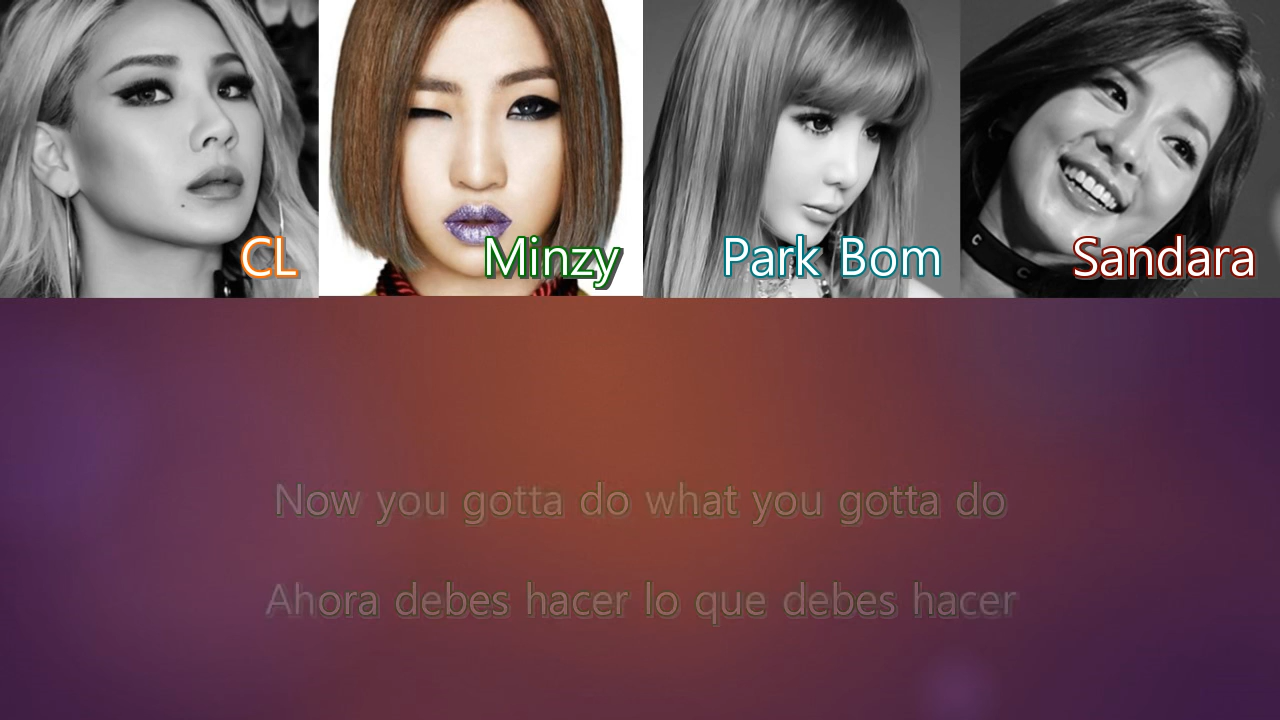 CL Minzy Park Bom Sandara
Now you gotta do what you gotta do
Ahora debes hacer lo que debes hacer